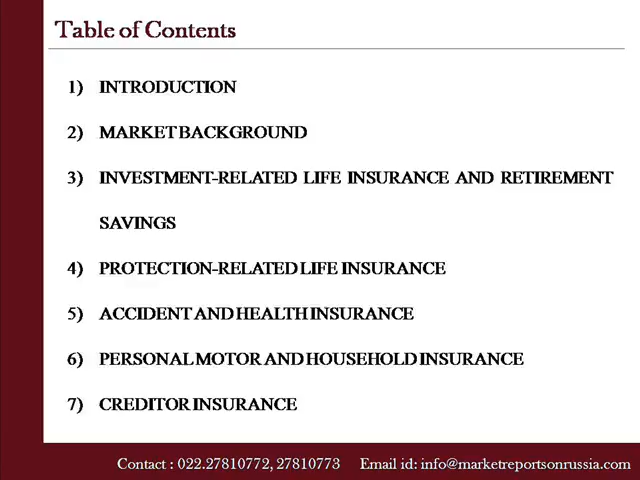 Table of Contents
1) INTRODUCTION
2) MARKET BACKGROUND
3) INVESTMENT-RELATED LIFE INSURANCE AND RETIREMENT
SAVINGS
4) PROTECTION-RELATED LIFE INSURANCE
5) ACCIDENT AND HEALTH INSURANCE
6) PERSONAL MOTOR AND HOUSEHOLD INSURANCE
7) CREDITOR INSURANCE
Contact : 022.27810772, 27810773 Email id: info@marketreportsonrussia.com